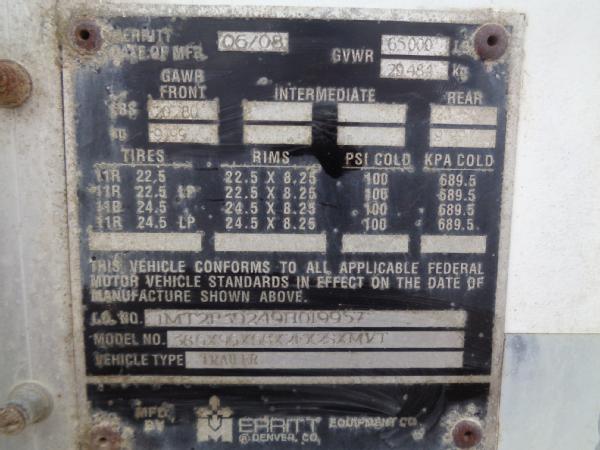 MERRITT
DATE OF MFR. 06/08 GVWR 65000 LB
29,484 kg
GAWR
FRONT INTERMEDIATE REAR
LBS
kg
TIRES RIMS PSI COLD KPA COLD
11R 22.5 22.5 X 8.25 100 689.5
11R 22.5 LP 22.5 X 8.25 100 689.5
11R 24.5 24.5 X 8.25 100 689.5
11R 24.5 LP 24.5 X 8.25 100 689.5
THIS VEHICLE CONFORMS TO ALL APPLICABLE FEDERAL
MOTOR VEHICLE STANDARDS IN EFFECT ON THE DATE OF
MANUFACTURE SHOWN ABOVE.
I.D. NO.
MODEL NO.
VEHICLE TYPE TRAILER
MFD.
BY MERRITT EQUIPMENT CO.
® DENVER, CO.